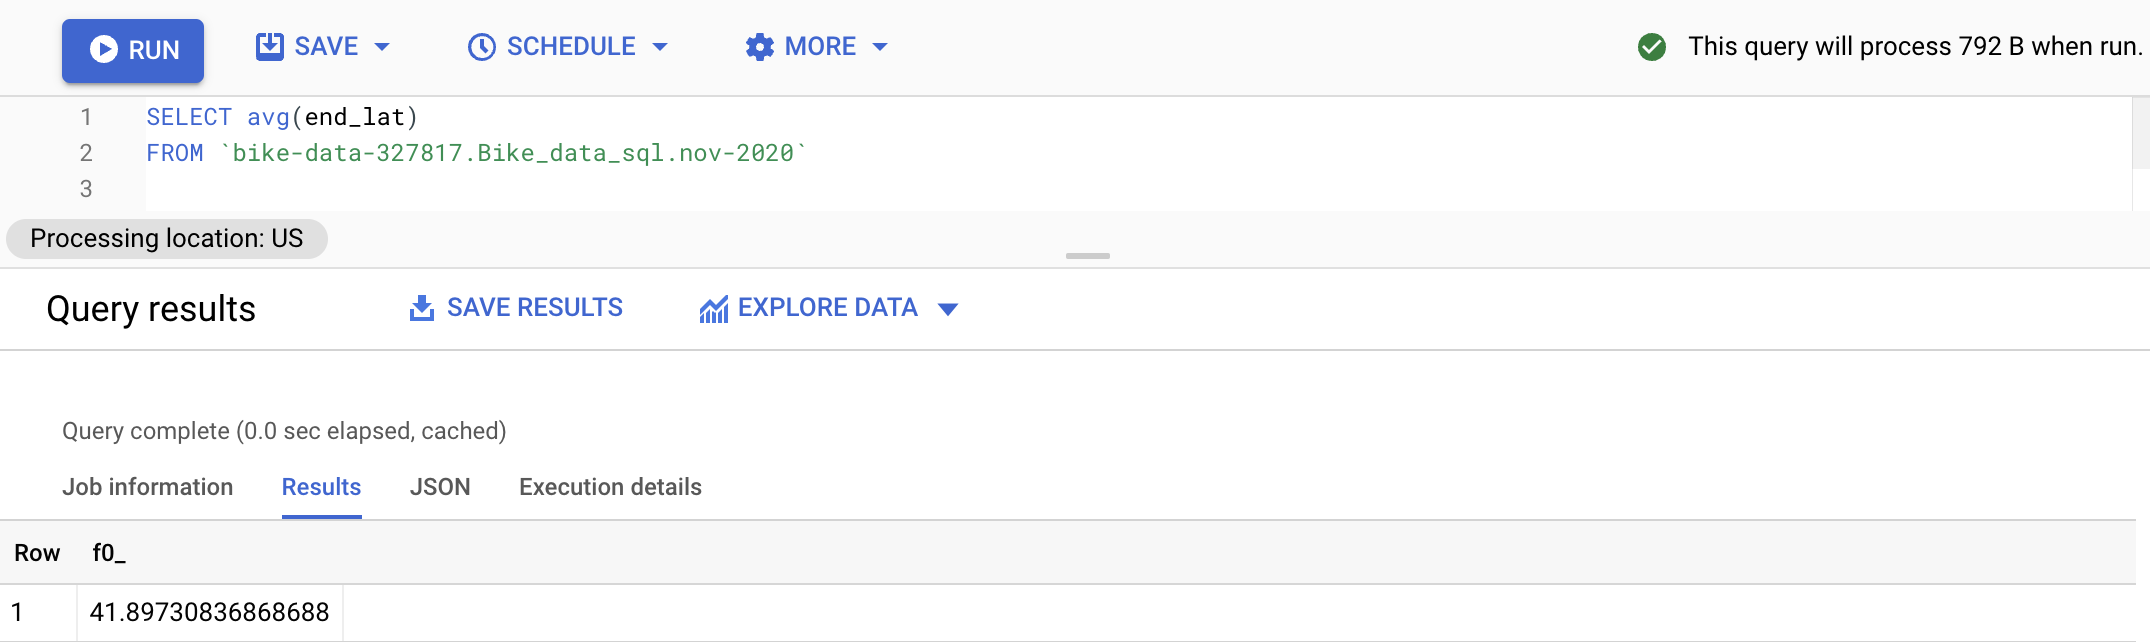 RUN SAVE SCHEDULE MORE This query will process 792 B when run.
1 SELECT avg(end_lat)
2 FROM `bike-data-327817.Bike_data_sql.nov-2020`
3
Processing location: US
Query results SAVE RESULTS EXPLORE DATA
Query complete (0.0 sec elapsed, cached)
Job information Results JSON Execution details
Row f0_
1 41.89730836868688